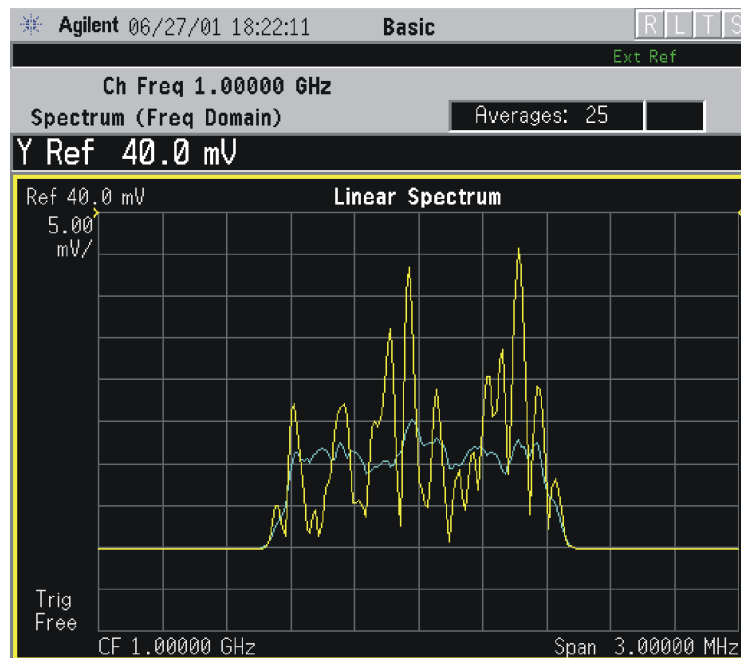 Agilent 06/27/01 18:22:11 Basic R L T S
Ext Ref
Ch Freq 1.00000 GHz
Spectrum (Freq Domain) Averages: 25
Y Ref 40.0 mV
Ref 40.0 mV Linear Spectrum
5.00
mV/
Trig
Free
CF 1.00000 GHz Span 3.00000 MHz